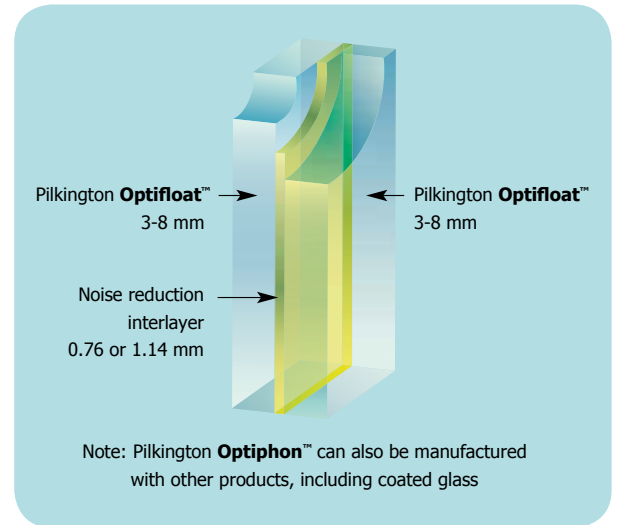 Pilkington Optifloat™
3-8 mm
Pilkington Optifloat™
3-8 mm
Noise reduction
interlayer
0.76 or 1.14 mm
Note: Pilkington Optiphon™ can also be manufactured
with other products, including coated glass